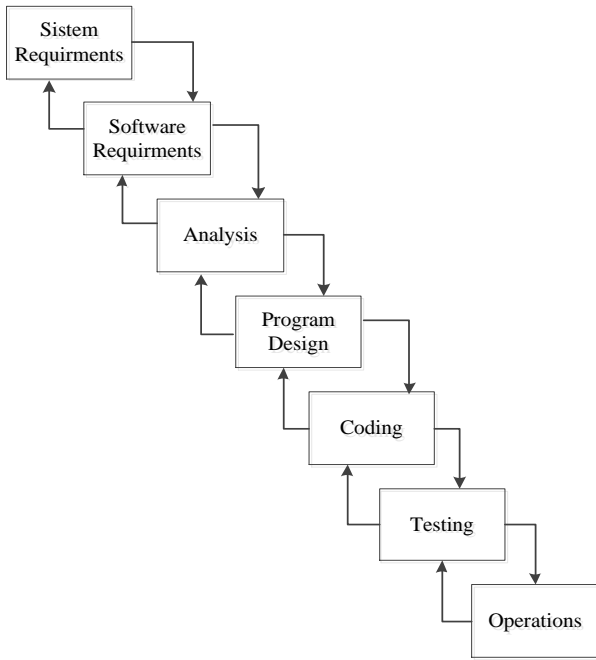 Sistem
Requirments
Software
Requirments
Analysis
Program
Design
Coding
Testing
Operations